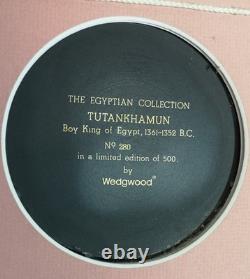 THE EGYPTIAN COLLECTION
TUTANKHAMUN
Boy King of Egypt, 1361-1352 B.C.
Nº 280
in a limited edition of 500
by
Wedgwood®